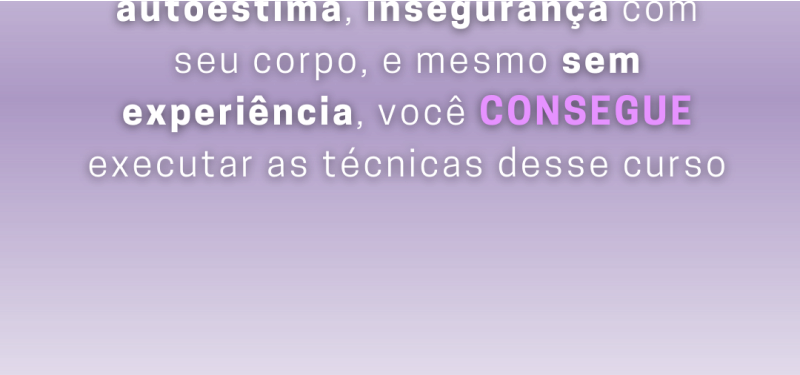 autoestima, insegurança com
seu corpo, e mesmo sem
experiência, você CONSEGUE
executar as técnicas desse curso